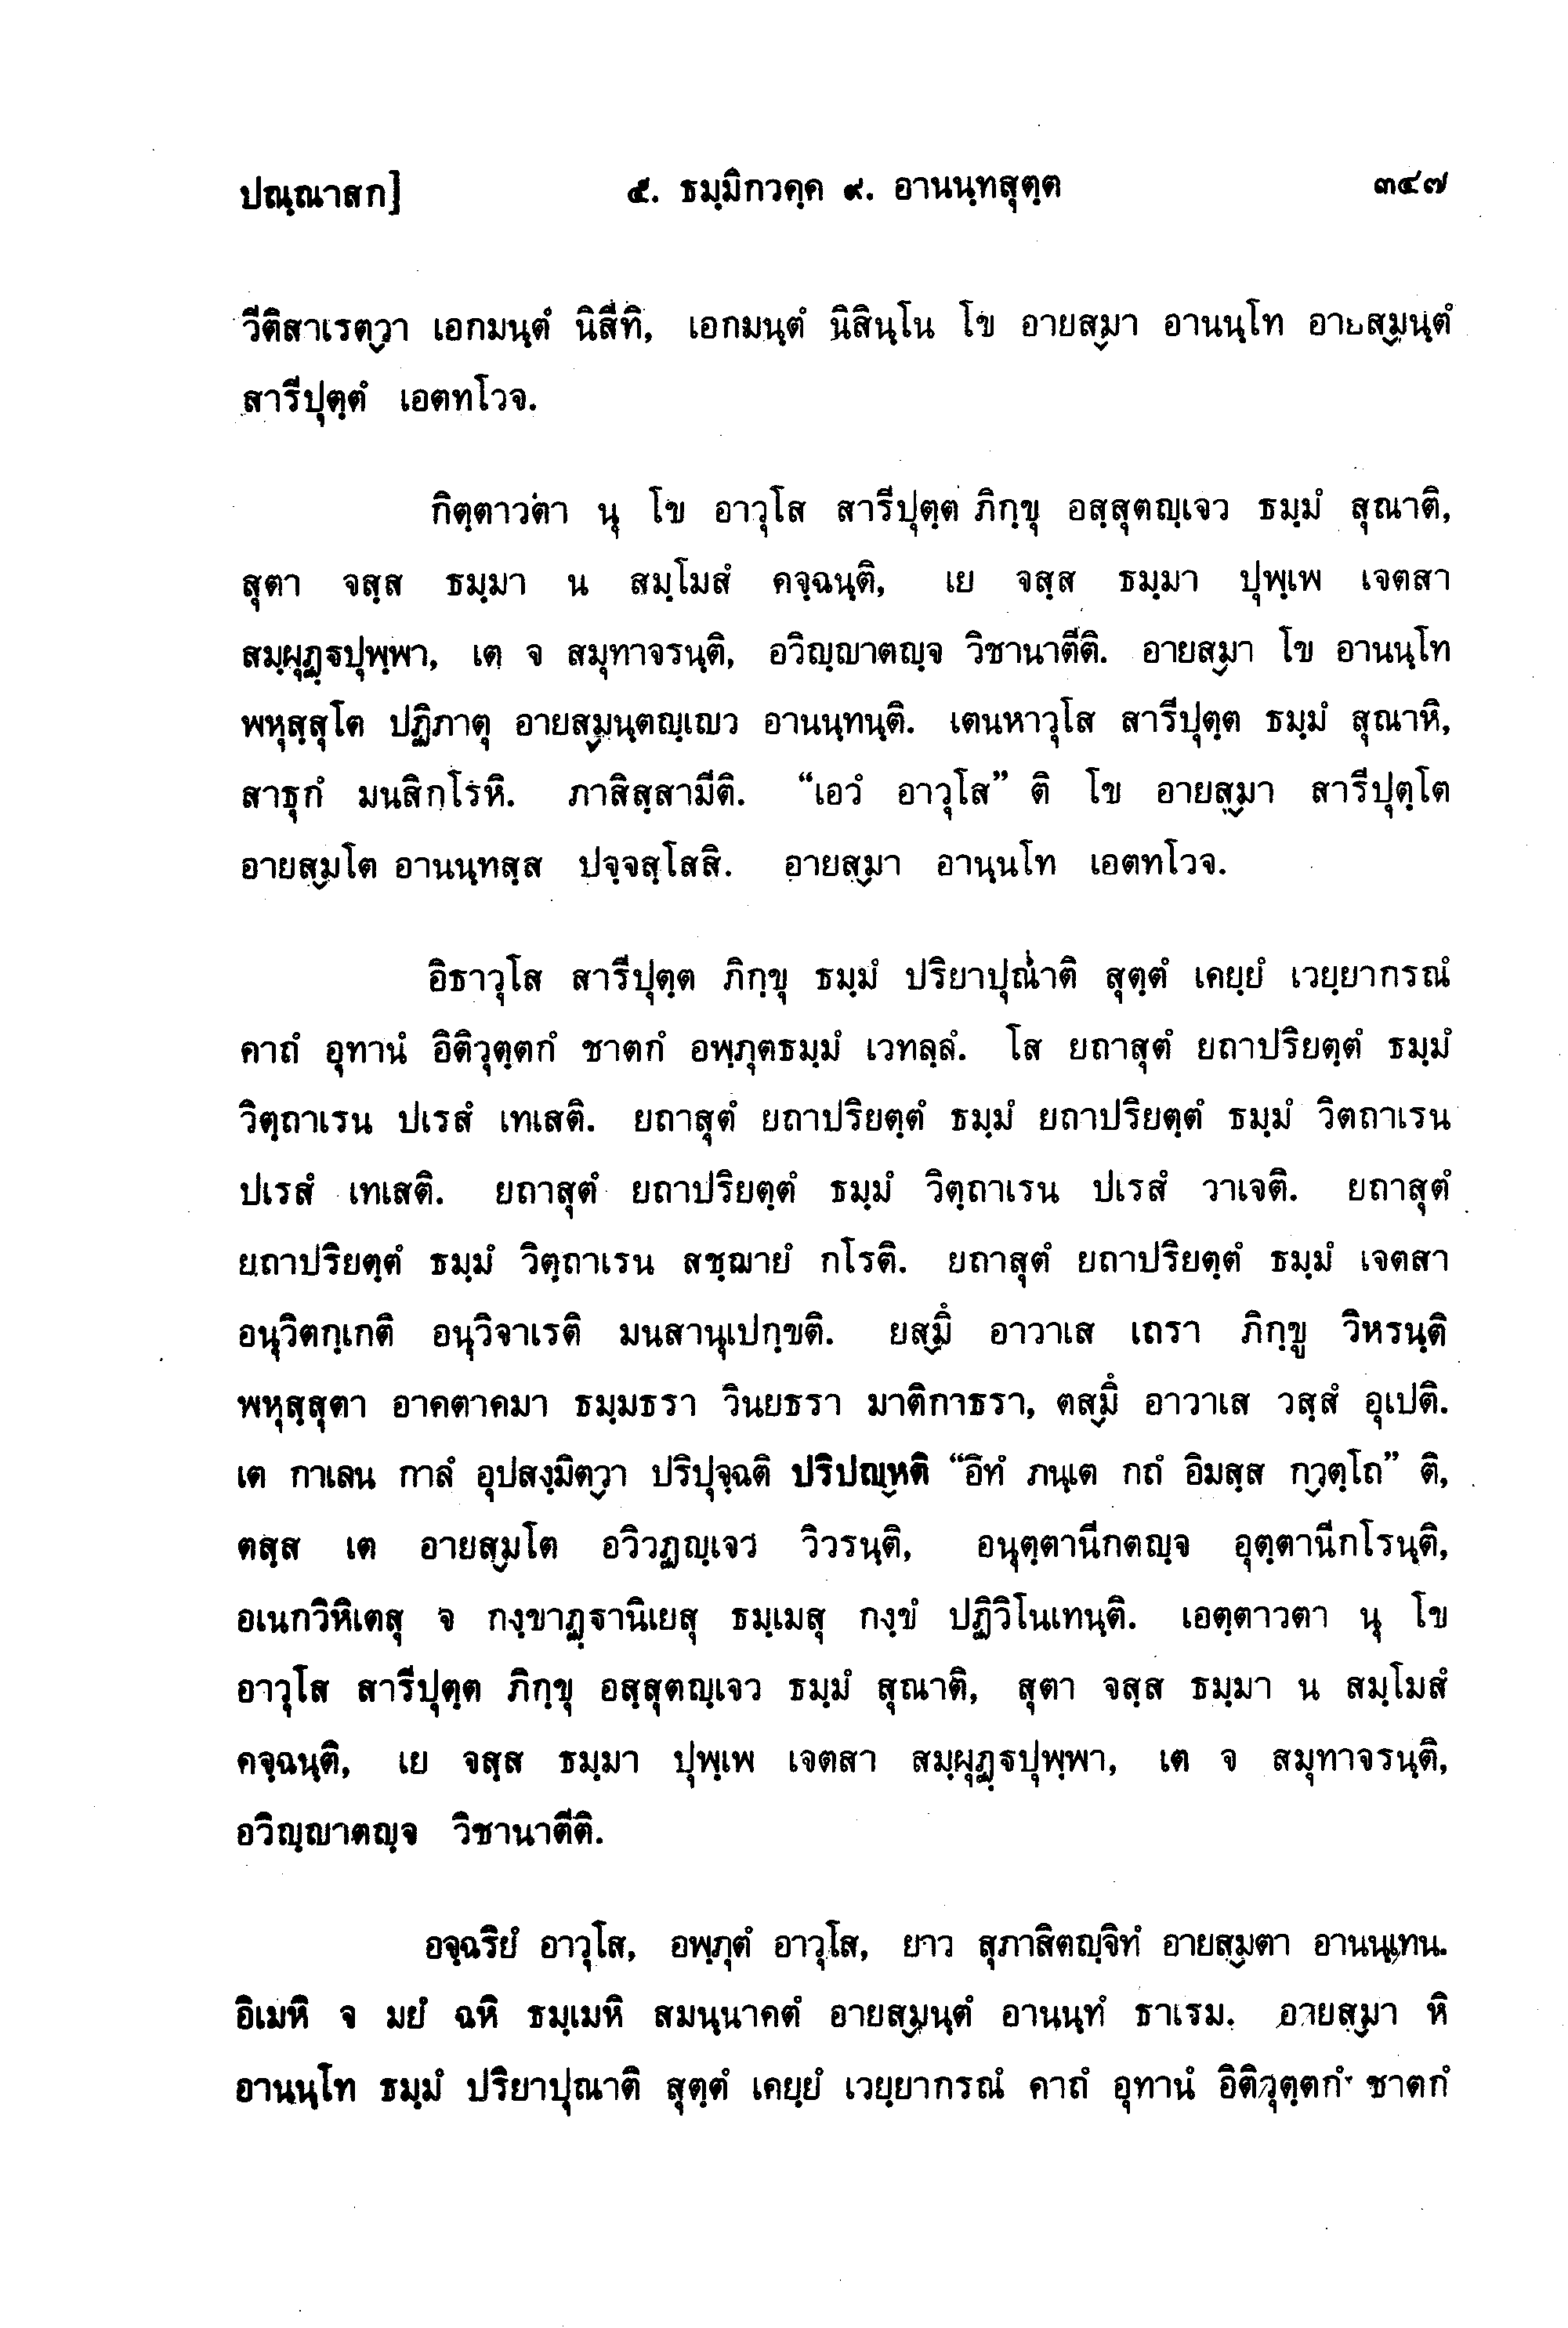 ปณฺณาสก] ๕. ธมฺมิกวคฺค ๙. อานนฺทสุตฺต ๓๔๗
วีติสาเรตฺวา เอกมนฺตํ นิสีทิ, เอกมนฺตํ นิสินฺโน โข อายสฺมา อานนฺโท อายสฺมนฺตํ
สารีปุตฺตํ เอตทโวจ.
กิตฺตาวตา นุ โข อาวุโส สารีปุตฺต ภิกฺขุ อสฺสุตญฺเจว ธมฺมํ สุณาติ,
สุตา จสฺส ธมฺมา น สมฺโมสํ คจฺฉนฺติ, เย จสฺส ธมฺมา ปุพฺเพ เจตสา
สมฺผุฏฺฐปุพฺพา, เต จ สมุทาจรนฺติ, อวิญฺญาตญฺจ วิชานาตีติ. อายสฺมา โข อานนฺโท
พหุสฺสุโต ปฏิภาตุ อายสฺมนฺตญฺเญว อานนฺทนฺติ. เตนหาวุโส สารีปุตฺต ธมฺมํ สุณาหิ,
สาธุกํ มนสิกโรหิ. ภาสิสฺสามีติ. “เอวํ อาวุโส” ติ โข อายสฺมา สารีปุตฺโต
อายสฺมโต อานนฺทสฺส ปจฺจสฺโสสิ. อายสฺมา อานฺนโท เอตทโวจ.
อิธาวุโส สารีปุตฺต ภิกฺขุ ธมฺมํ ปริยาปุณาติ สุตฺตํ เคยฺยํ เวยฺยากรณํ
คาถํ อุทานํ อิติวุตฺตกํ ชาตกํ อพฺภุตธมฺมํ เวทลฺลํ. โส ยถาสุตํ ยถาปริยตฺตํ ธมฺมํ
วิตฺถาเรน ปเรสํ เทเสติ. ยถาสุตํ ยถาปริยตฺตํ ธมฺมํ ยถาปริยตฺตํ ธมฺมํ วิตถาเรน
ปเรสํ เทเสติ. ยถาสุตํ ยถาปริยตฺตํ ธมฺมํ วิตฺถาเรน ปเรสํ วาเจติ. ยถาสุตํ
ยถาปริยตฺตํ ธมฺมํ วิตฺถาเรน สชฺฌายํ กโรติ. ยถาสุตํ ยถาปริยตฺตํ ธมฺมํ เจตสา
อนุวิตกฺเกติ อนุวิจาเรติ มนสานุเปกฺขติ. ยสฺมึ อาวาเส เถรา ภิกฺขู วิหรนฺติ
พหุสฺสุตา อาคตาคมา ธมฺมธรา วินยธรา มาติกาธรา, ตสฺมึ อาวาเส วสฺสํ อุเปติ.
เต กาเลน กาลํ อุปสงฺมิตฺวา ปริปุจฺฉติ ปริปญฺหติ “อิทํ ภนฺเต กถํ อิมสฺส กฺวตฺโถ” ติ,
ตสฺส เต อายสฺมโต อวิวฏญฺเจว วิวรนฺติ, อนุตฺตานีกตญฺจ อุตฺตานีกโรนฺติ,
อเนกวิหิเตสุ จ กงฺขาฏฺฐานิเยสุ ธมฺเมสุ กงฺขํ ปฏิวิโนเทนฺติ. เอตฺตาวตา นุ โข
อาวุโส สารีปุตฺต ภิกฺขุ อสฺสุตญฺเจว ธมฺมํ สุณาติ, สุตา จสฺส ธมฺมา น สมฺโมสํ
คจฺฉนฺติ, เย จสฺส ธมฺมา ปุพฺเพ เจตสา สมฺผุฏฺฐปุพฺพา, เต จ สมุทาจรนฺติ,
อวิญฺญาตญฺจ วิชานาตีติ.
อจฺฉริยํ อาวุโส, อพฺภุตํ อาวุโส, ยาว สุภาสิตญฺจิทํ อายสฺมตา อานนฺเทน.
อิเมหิ จ มยํ ฉหิ ธมฺเมหิ สมนฺนาคตํ อายสฺมนฺตํ อานนฺทํ ธาเรม. อายสฺมา หิ
อานนฺโท ธมฺมํ ปริยาปุณาติ สุตฺตํ เคยฺยํ เวยฺยากรณํ คาถํ อุทานํ อิติวุตฺตกํ ชาตกํ